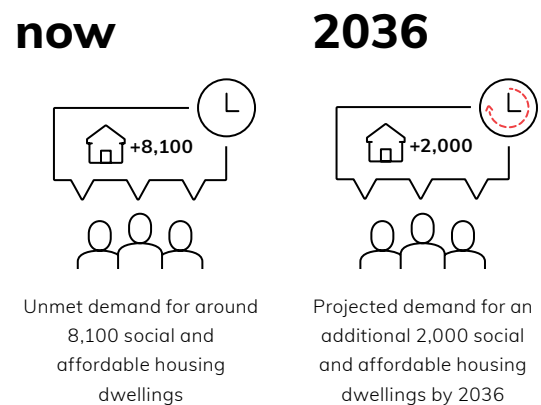 now
+8,100
Unmet demand for around
8,100 social and
affordable housing
dwellings
2036
+2,000
Projected demand for an
additional 2,000 social
and affordable housing
dwellings by 2036